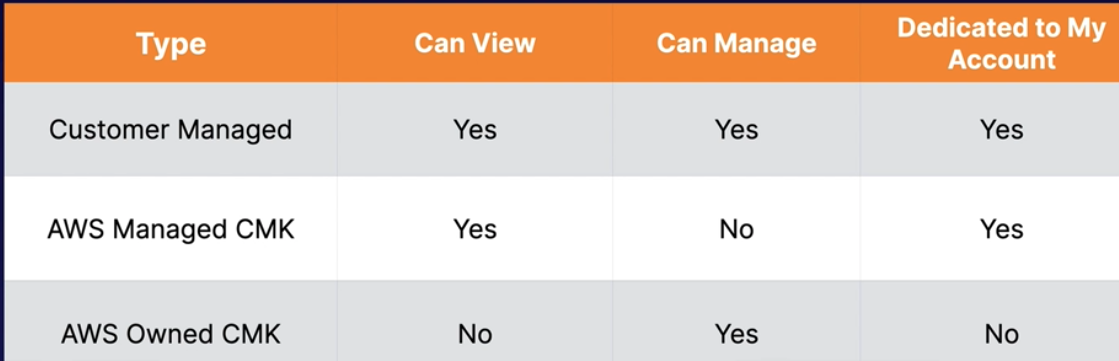 Type Can View Can Manage Dedicated to My Account
Customer Managed Yes Yes Yes
AWS Managed CMK Yes No Yes
AWS Owned CMK No Yes No